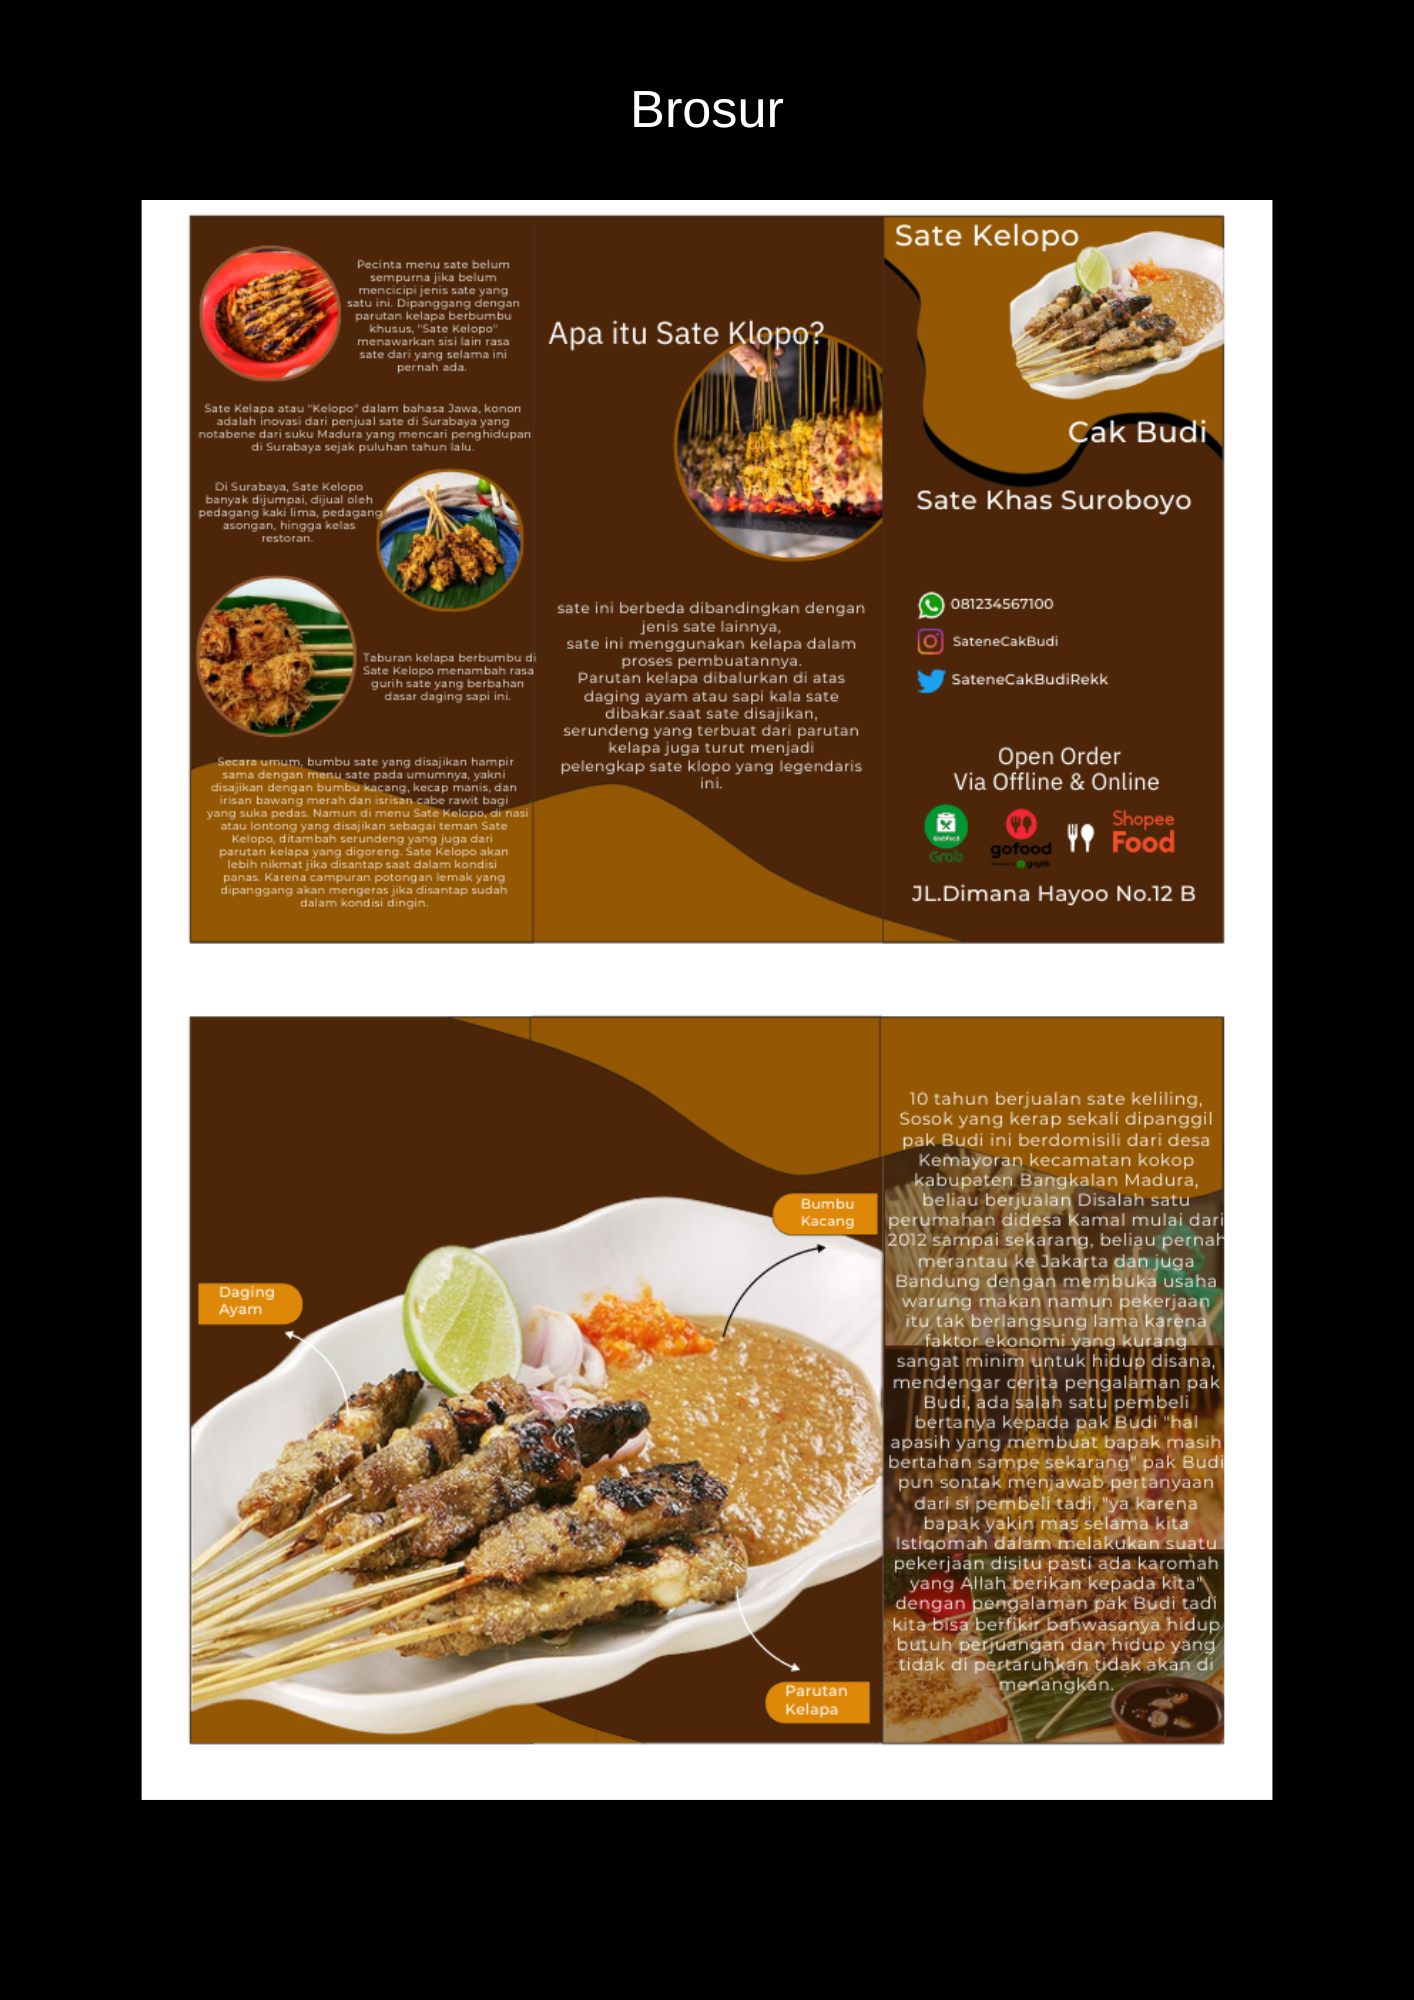 Brosur
Pecinta menu sate belum
sempurna jika belum
mencicipi jenis sate yang
satu ini. Dipanggang dengan
parutan kelapa berbumbu
khusus, "Sate Kelopo"
menawarkan sisi lain rasa
sate dari yang selama ini
pernah ada.
Sate Kelapa atau "Kelopo" dalam bahasa Jawa, konon
adalah inovasi dari penjual sate di Surabaya yang
notabene dari suku Madura yang mencari penghidupan
di Surabaya sejak puluhan tahun lalu.
Di Surabaya, Sate Kelopo
banyak dijumpai, dijual oleh
pedagang kaki lima, pedagang
asongan, hingga kelas
restoran.
Taburan kelapa berbumbu di
Sate Kelopo menambah rasa
gurih sate yang berbahan
dasar daging sapi ini.
Secara umum, bumbu sate yang disajikan hampir
sama dengan menu sate pada umumnya, yakni
disajikan dengan bumbu kacang, kecap manis, dan
irisan bawang merah dan isrisan cabe rawit bagi
yang suka pedas. Namun di menu Sate Kelopo, di nasi
atau lontong yang disajikan sebagai teman Sate
Kelopo, ditambah serundeng yang juga dari
parutan kelapa yang digoreng. Sate Kelopo akan
lebih nikmat jika disantap saat dalam kondisi
panas. Karena campuran potongan lemak yang
dipanggang akan mengeras jika disantap sudah
dalam kondisi dingin.
Apa itu Sate Klopo?
sate ini berbeda dibandingkan dengan
jenis sate lainnya,
sate ini menggunakan kelapa dalam
proses pembuatannya.
Parutan kelapa dibalurkan di atas
daging ayam atau sapi kala sate
dibakar.saat sate disajikan,
serundeng yang terbuat dari parutan
kelapa juga turut menjadi
pelengkap sate klopo yang legendaris
ini.
Sate Kelopo
Cak Budi
Sate Khas Suroboyo
081234567100
SateneCakBudi
SateneCakBudiRekk
Open Order
Via Offline & Online
GrabFood
Grab
gofood
gojek
Shopee
Food
JL.Dimana Hayoo No.12 B
Daging
Ayam
Bumbu
Kacang
Parutan
Kelapa
10 tahun berjualan sate keliling,
Sosok yang kerap sekali dipanggil
pak Budi ini berdomisili dari desa
Kemayoran kecamatan kokop
kabupaten Bangkalan Madura,
beliau berjualan Disalah satu
perumahan didesa Kamal mulai dari
2012 sampai sekarang, beliau pernah
merantau ke Jakarta dan juga
Bandung dengan membuka usaha
warung makan namun pekerjaan
itu tak berlangsung lama karena
faktor ekonomi yang kurang
sangat minim untuk hidup disana,
mendengar cerita pengalaman pak
Budi, ada salah satu pembeli
bertanya kepada pak Budi "hal
apasih yang membuat bapak masih
bertahan sampe sekarang" pak Budi
pun sontak menjawab pertanyaan
dari si pembeli tadi, "ya karena
bapak yakin mas selama kita
Istiqomah dalam melakukan suatu
pekerjaan disitu pasti ada karomah
yang Allah berikan kepada kita"
dengan pengalaman pak Budi tadi
kita bisa berfikir bahwasanya hidup
butuh perjuangan dan hidup yang
tidak di pertaruhkan tidak akan di
menangkan.